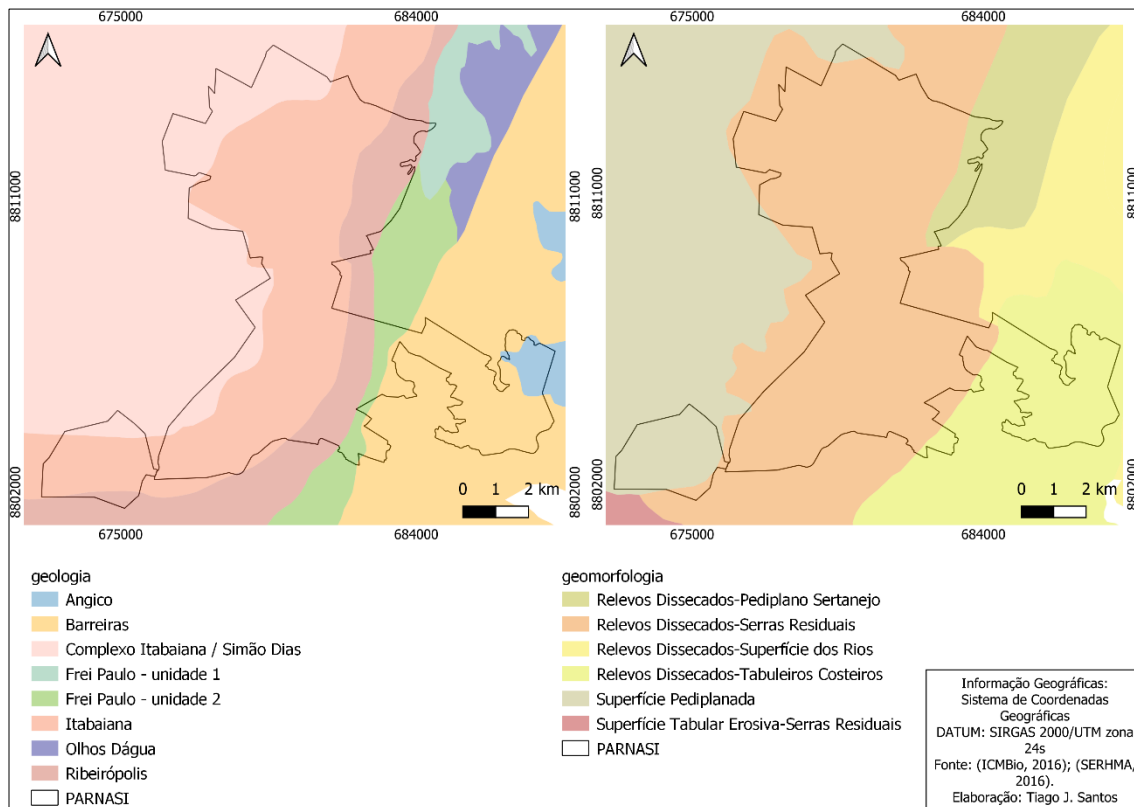 675000
684000
675000
684000
8811000
8811000
8811000
8811000
8802000
8802000
8802000
8802000
0 1 2 km
0 1 2 km
675000
684000
675000
684000
geologia
Angico
Barreiras
Complexo Itabaiana / Simão Dias
Frei Paulo - unidade 1
Frei Paulo - unidade 2
Itabaiana
Olhos Dágua
Ribeirópolis
PARNASI
geomorfologia
Relevos Dissecados-Pediplano Sertanejo
Relevos Dissecados-Serras Residuais
Relevos Dissecados-Superfície dos Rios
Relevos Dissecados-Tabuleiros Costeiros
Superfície Pediplanada
Superfície Tabular Erosiva-Serras Residuais
PARNASI
Informação Geográficas:
Sistema de Coordenadas
Geográficas
DATUM: SIRGAS 2000/UTM zona
24s
Fonte: (ICMBio, 2016); (SERHMA,
2016).
Elaboração: Tiago J. Santos